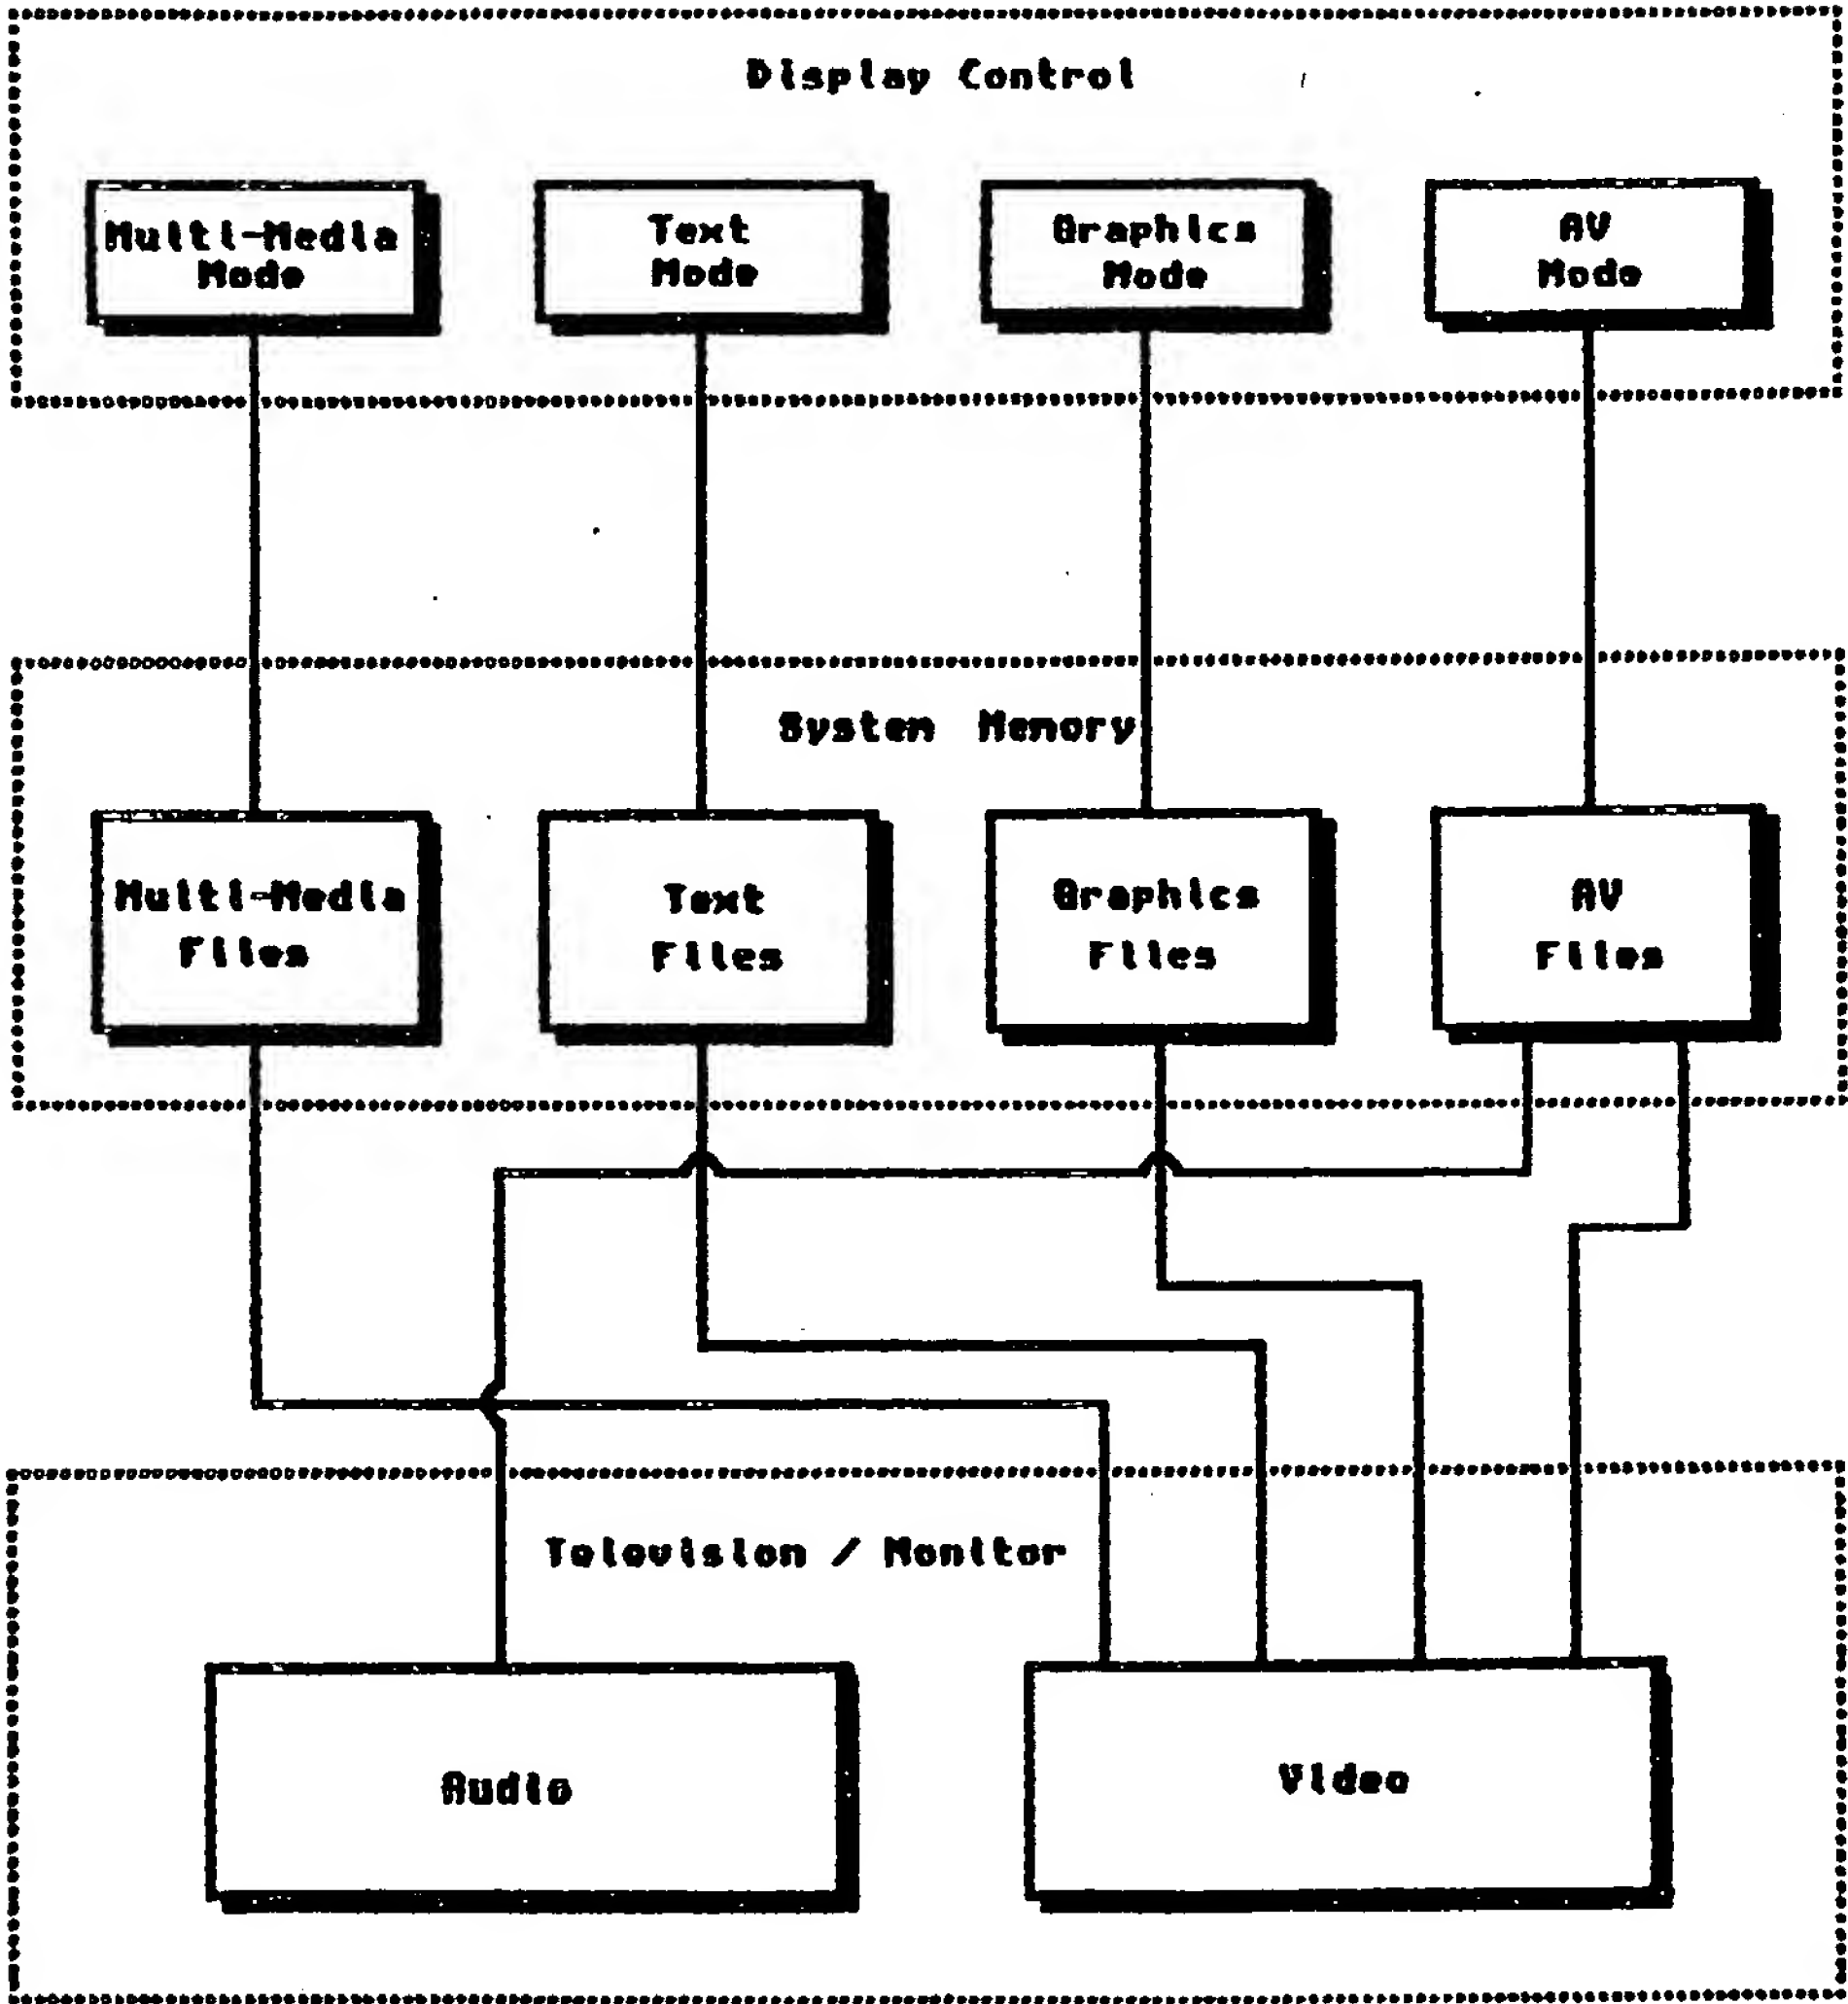 Display Control
Multi-Media
Mode
Text
Mode
Graphics
Mode
AV
Mode
System Memory
Multi-Media
Files
Text
Files
Graphics
Files
AV
Files
Television / Monitor
Audio
Video